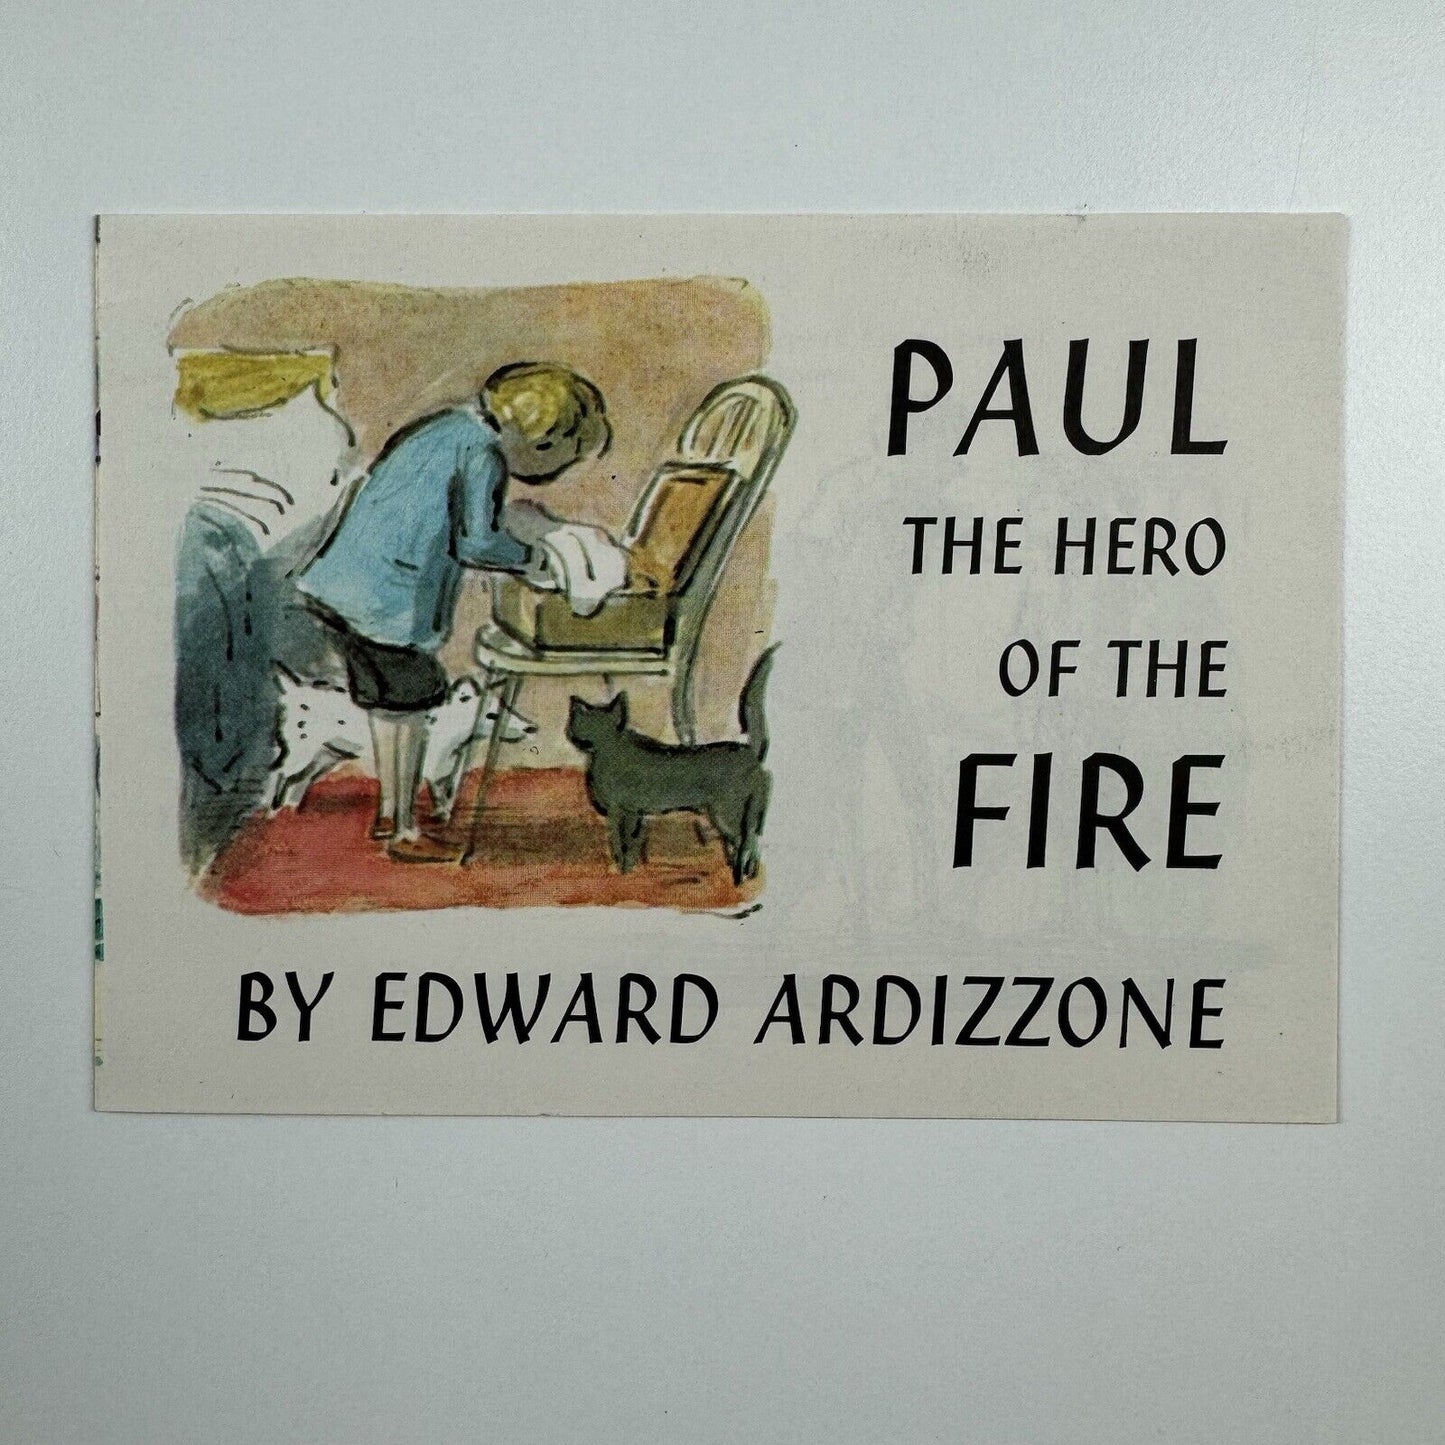 PAUL
THE HERO
OF THE
FIRE
BY EDWARD ARDIZZONE